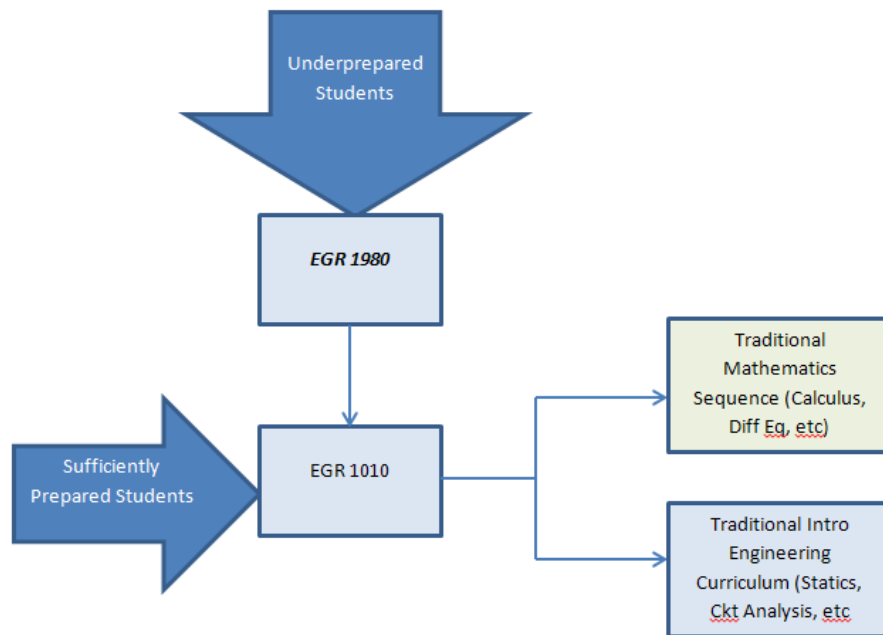 Underprepared
Students
EGR 1980
Traditional
Mathematics
Sequence (Calculus,
Diff Eq, etc)
Sufficiently
Prepared Students
EGR 1010
Traditional Intro
Engineering
Curriculum (Statics,
Ckt Analysis, etc